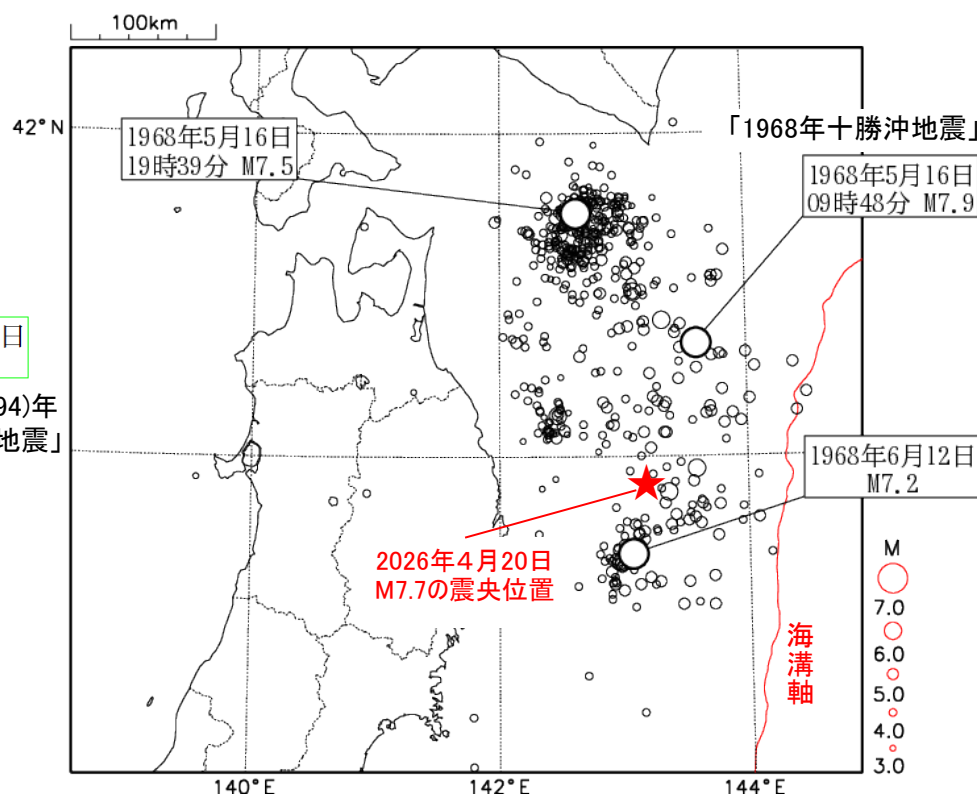 100km
42°N
1968年5月16日
19時39分 M7.5
「1968年十勝沖地震」
1968年5月16日
09時48分 M7.9
日
94)年
地震」
1968年6月12日
M7.2
2026年4月20日
M7.7の震央位置
海溝軸
M
7.0
6.0
5.0
4.0
3.0
140°E
142°E
144°E